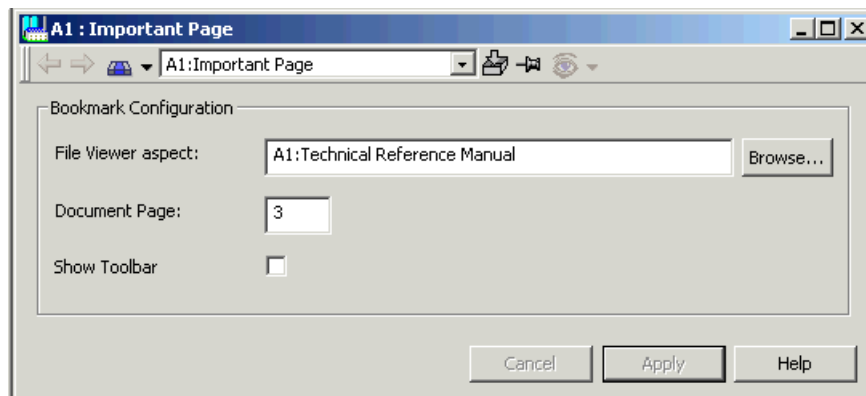 A1 : Important Page
A1:Important Page
Bookmark Configuration
File Viewer aspect:
A1:Technical Reference Manual
Browse...
Document Page:
3
Show Toolbar
Cancel
Apply
Help